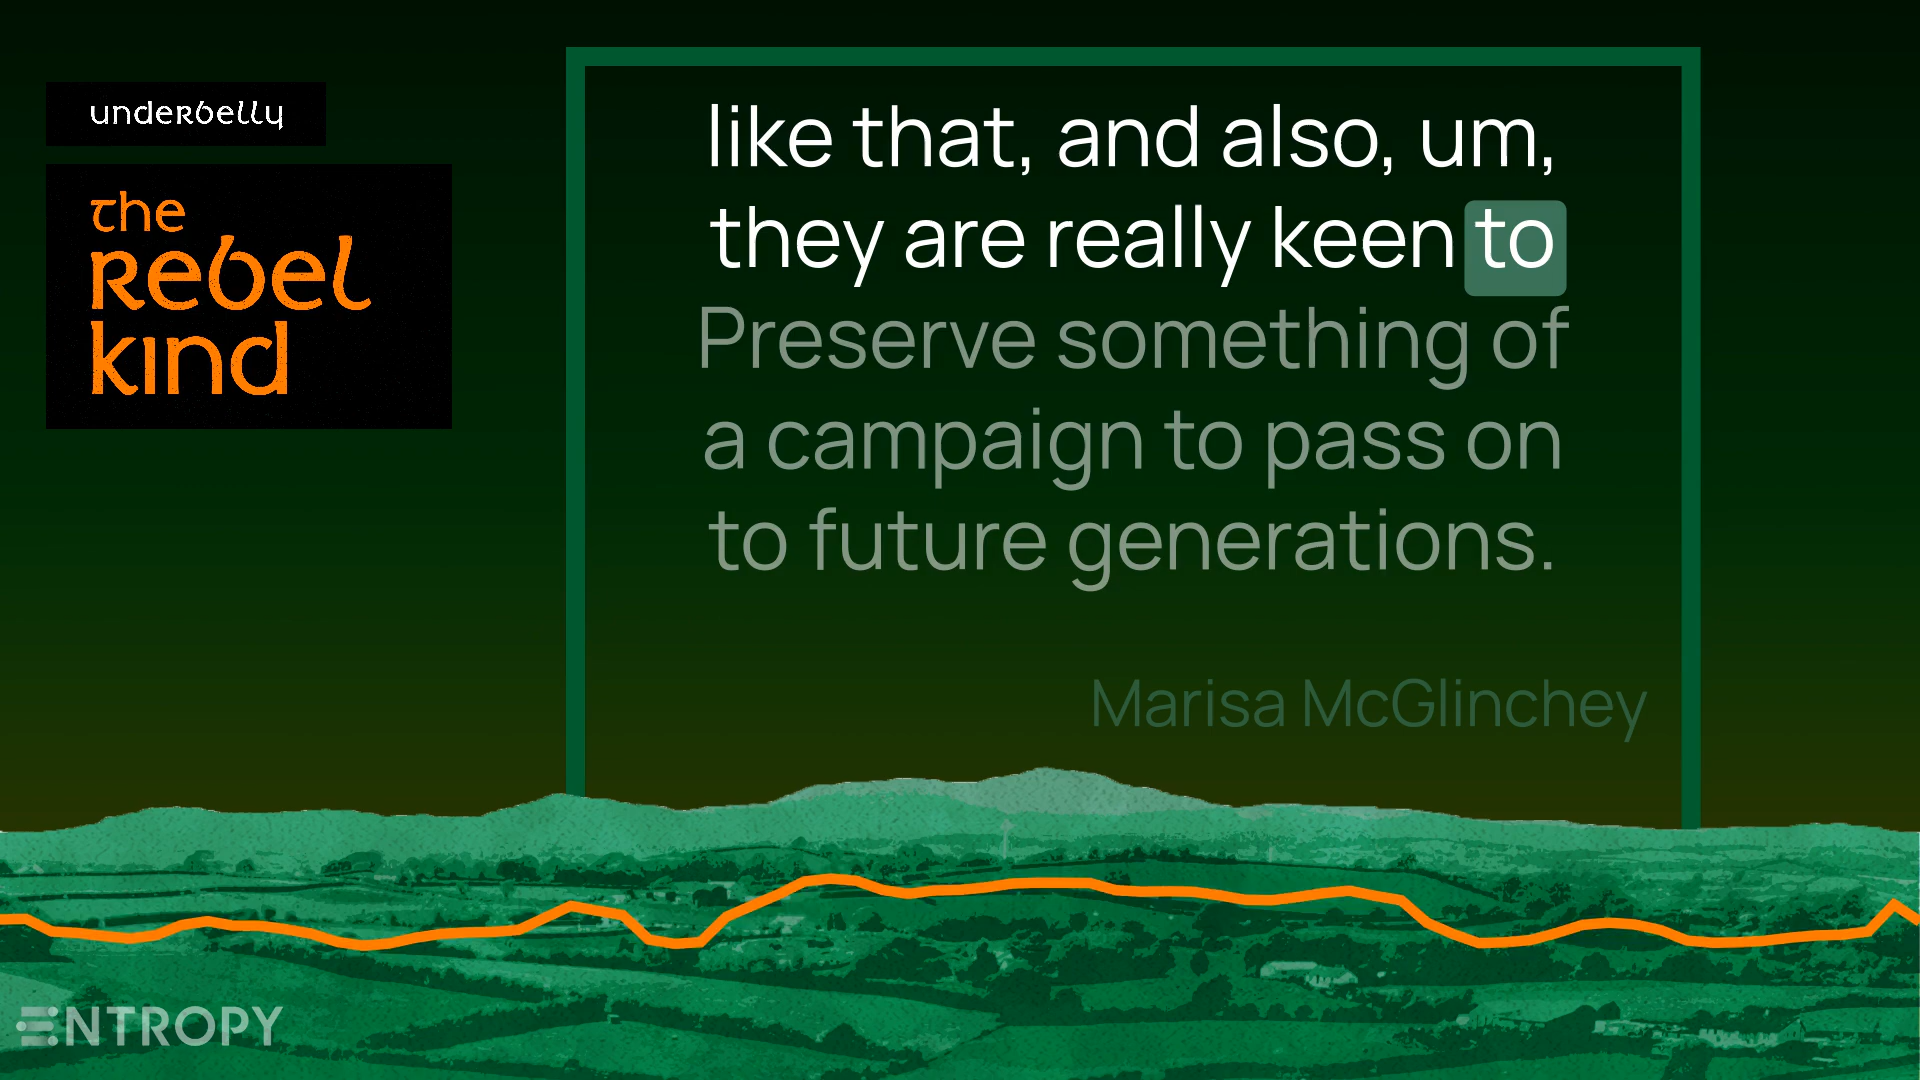 underbelly
the
rebel
kind
like that, and also, um,
they are really keen to
Preserve something of
a campaign to pass on
to future generations.
Marisa McGlinchey
ENTROPY